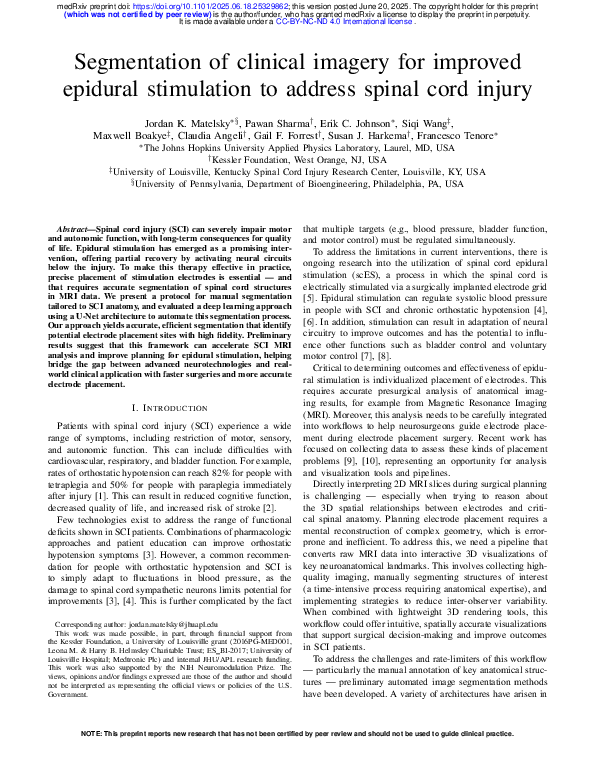 medRxiv preprint doi: https://doi.org/10.1101/2025.06.18.25329862; this version posted June 20, 2025. The copyright holder for this preprint
(which was not certified by peer review) is the author/funder, who has granted medRxiv a license to display the preprint in perpetuity.
It is made available under a CC-BY-NC-ND 4.0 International license .
Segmentation of clinical imagery for improved
epidural stimulation to address spinal cord injury
Jordan K. Matelsky*§, Pawan Sharma†, Erik C. Johnson*, Siqi Wang‡,
Maxwell Boakye‡, Claudia Angeli†, Gail F. Forrest†, Susan J. Harkema†, Francesco Tenore*
*The Johns Hopkins University Applied Physics Laboratory, Laurel, MD, USA
†Kessler Foundation, West Orange, NJ, USA
‡University of Louisville, Kentucky Spinal Cord Injury Research Center, Louisville, KY, USA
§University of Pennsylvania, Department of Bioengineering, Philadelphia, PA, USA
Abstract—Spinal cord injury (SCI) can severely impair motor
and autonomic function, with long-term consequences for quality
of life. Epidural stimulation has emerged as a promising inter-
vention, offering partial recovery by activating neural circuits
below the injury. To make this therapy effective in practice,
precise placement of stimulation electrodes is essential — and
that requires accurate segmentation of spinal cord structures
in MRI data. We present a protocol for manual segmentation
tailored to SCI anatomy, and evaluated a deep learning approach
using a U-Net architecture to automate this segmentation process.
Our approach yields accurate, efficient segmentation that identify
potential electrode placement sites with high fidelity. Preliminary
results suggest that this framework can accelerate SCI MRI
analysis and improve planning for epidural stimulation, helping
bridge the gap between advanced neurotechnologies and real-
world clinical application with faster surgeries and more accurate
electrode placement.
I. INTRODUCTION
Patients with spinal cord injury (SCI) experience a wide
range of symptoms, including restriction of motor, sensory,
and autonomic function. This can include difficulties with
cardiovascular, respiratory, and bladder function. For example,
rates of orthostatic hypotension can reach 82% for people with
tetraplegia and 50% for people with paraplegia immediately
after injury [1]. This can result in reduced cognitive function,
decreased quality of life, and increased risk of stroke [2].
Few technologies exist to address the range of functional
deficits shown in SCI patients. Combinations of pharmacologic
approaches and patient education can improve orthostatic
hypotension symptoms [3]. However, a common recommen-
dation for people with orthostatic hypotension and SCI is
to simply adapt to fluctuations in blood pressure, as the
damage to spinal cord sympathetic neurons limits potential for
improvements [3], [4]. This is further complicated by the fact
Corresponding author: jordan.matelsky@jhuapl.edu
This work was made possible, in part, through financial support from
the Kessler Foundation, a University of Louisville grant (2016PG-MED001,
Leona M. & Harry B. Helmsley Charitable Trust; ES_BI-2017; University of
Louisville Hospital; Medtronic Plc) and internal JHU/APL research funding.
This work was also supported by the NIH Neuromodulation Prize. The
views, opinions and/or findings expressed are those of the author and should
not be interpreted as representing the official views or policies of the U.S.
Government.
that multiple targets (e.g., blood pressure, bladder function,
and motor control) must be regulated simultaneously.
To address the limitations in current interventions, there is
ongoing research into the utilization of spinal cord epidural
stimulation (scES), a process in which the spinal cord is
electrically stimulated via a surgically implanted electrode grid
[5]. Epidural stimulation can regulate systolic blood pressure
in people with SCI and chronic orthostatic hypotension [4],
[6]. In addition, stimulation can result in adaptation of neural
circuitry to improve outcomes and has the potential to influ-
ence other functions such as bladder control and voluntary
motor control [7], [8].
Critical to determining outcomes and effectiveness of epidu-
ral stimulation is individualized placement of electrodes. This
requires accurate presurgical analysis of anatomical imag-
ing results, for example from Magnetic Resonance Imaging
(MRI). Moreover, this analysis needs to be carefully integrated
into workflows to help neurosurgeons guide electrode place-
ment during electrode placement surgery. Recent work has
focused on collecting data to assess these kinds of placement
problems [9], [10], representing an opportunity for analysis
and visualization tools and pipelines.
Directly interpreting 2D MRI slices during surgical planning
is challenging — especially when trying to reason about
the 3D spatial relationships between electrodes and criti-
cal spinal anatomy. Planning electrode placement requires a
mental reconstruction of complex geometry, which is error-
prone and inefficient. To address this, we need a pipeline that
converts raw MRI data into interactive 3D visualizations of
key neuroanatomical landmarks. This involves collecting high-
quality imaging, manually segmenting structures of interest
(a time-intensive process requiring anatomical expertise), and
implementing strategies to reduce inter-observer variability.
When combined with lightweight 3D rendering tools, this
workflow could offer intuitive, spatially accurate visualizations
that support surgical decision-making and improve outcomes
in SCI patients.
To address the challenges and rate-limiters of this workflow
— particularly the manual annotation of key anatomical struc-
tures — preliminary automated image segmentation methods
have been developed. A variety of architectures have arisen in
NOTE: This preprint reports new research that has not been certified by peer review and should not be used to guide clinical practice.